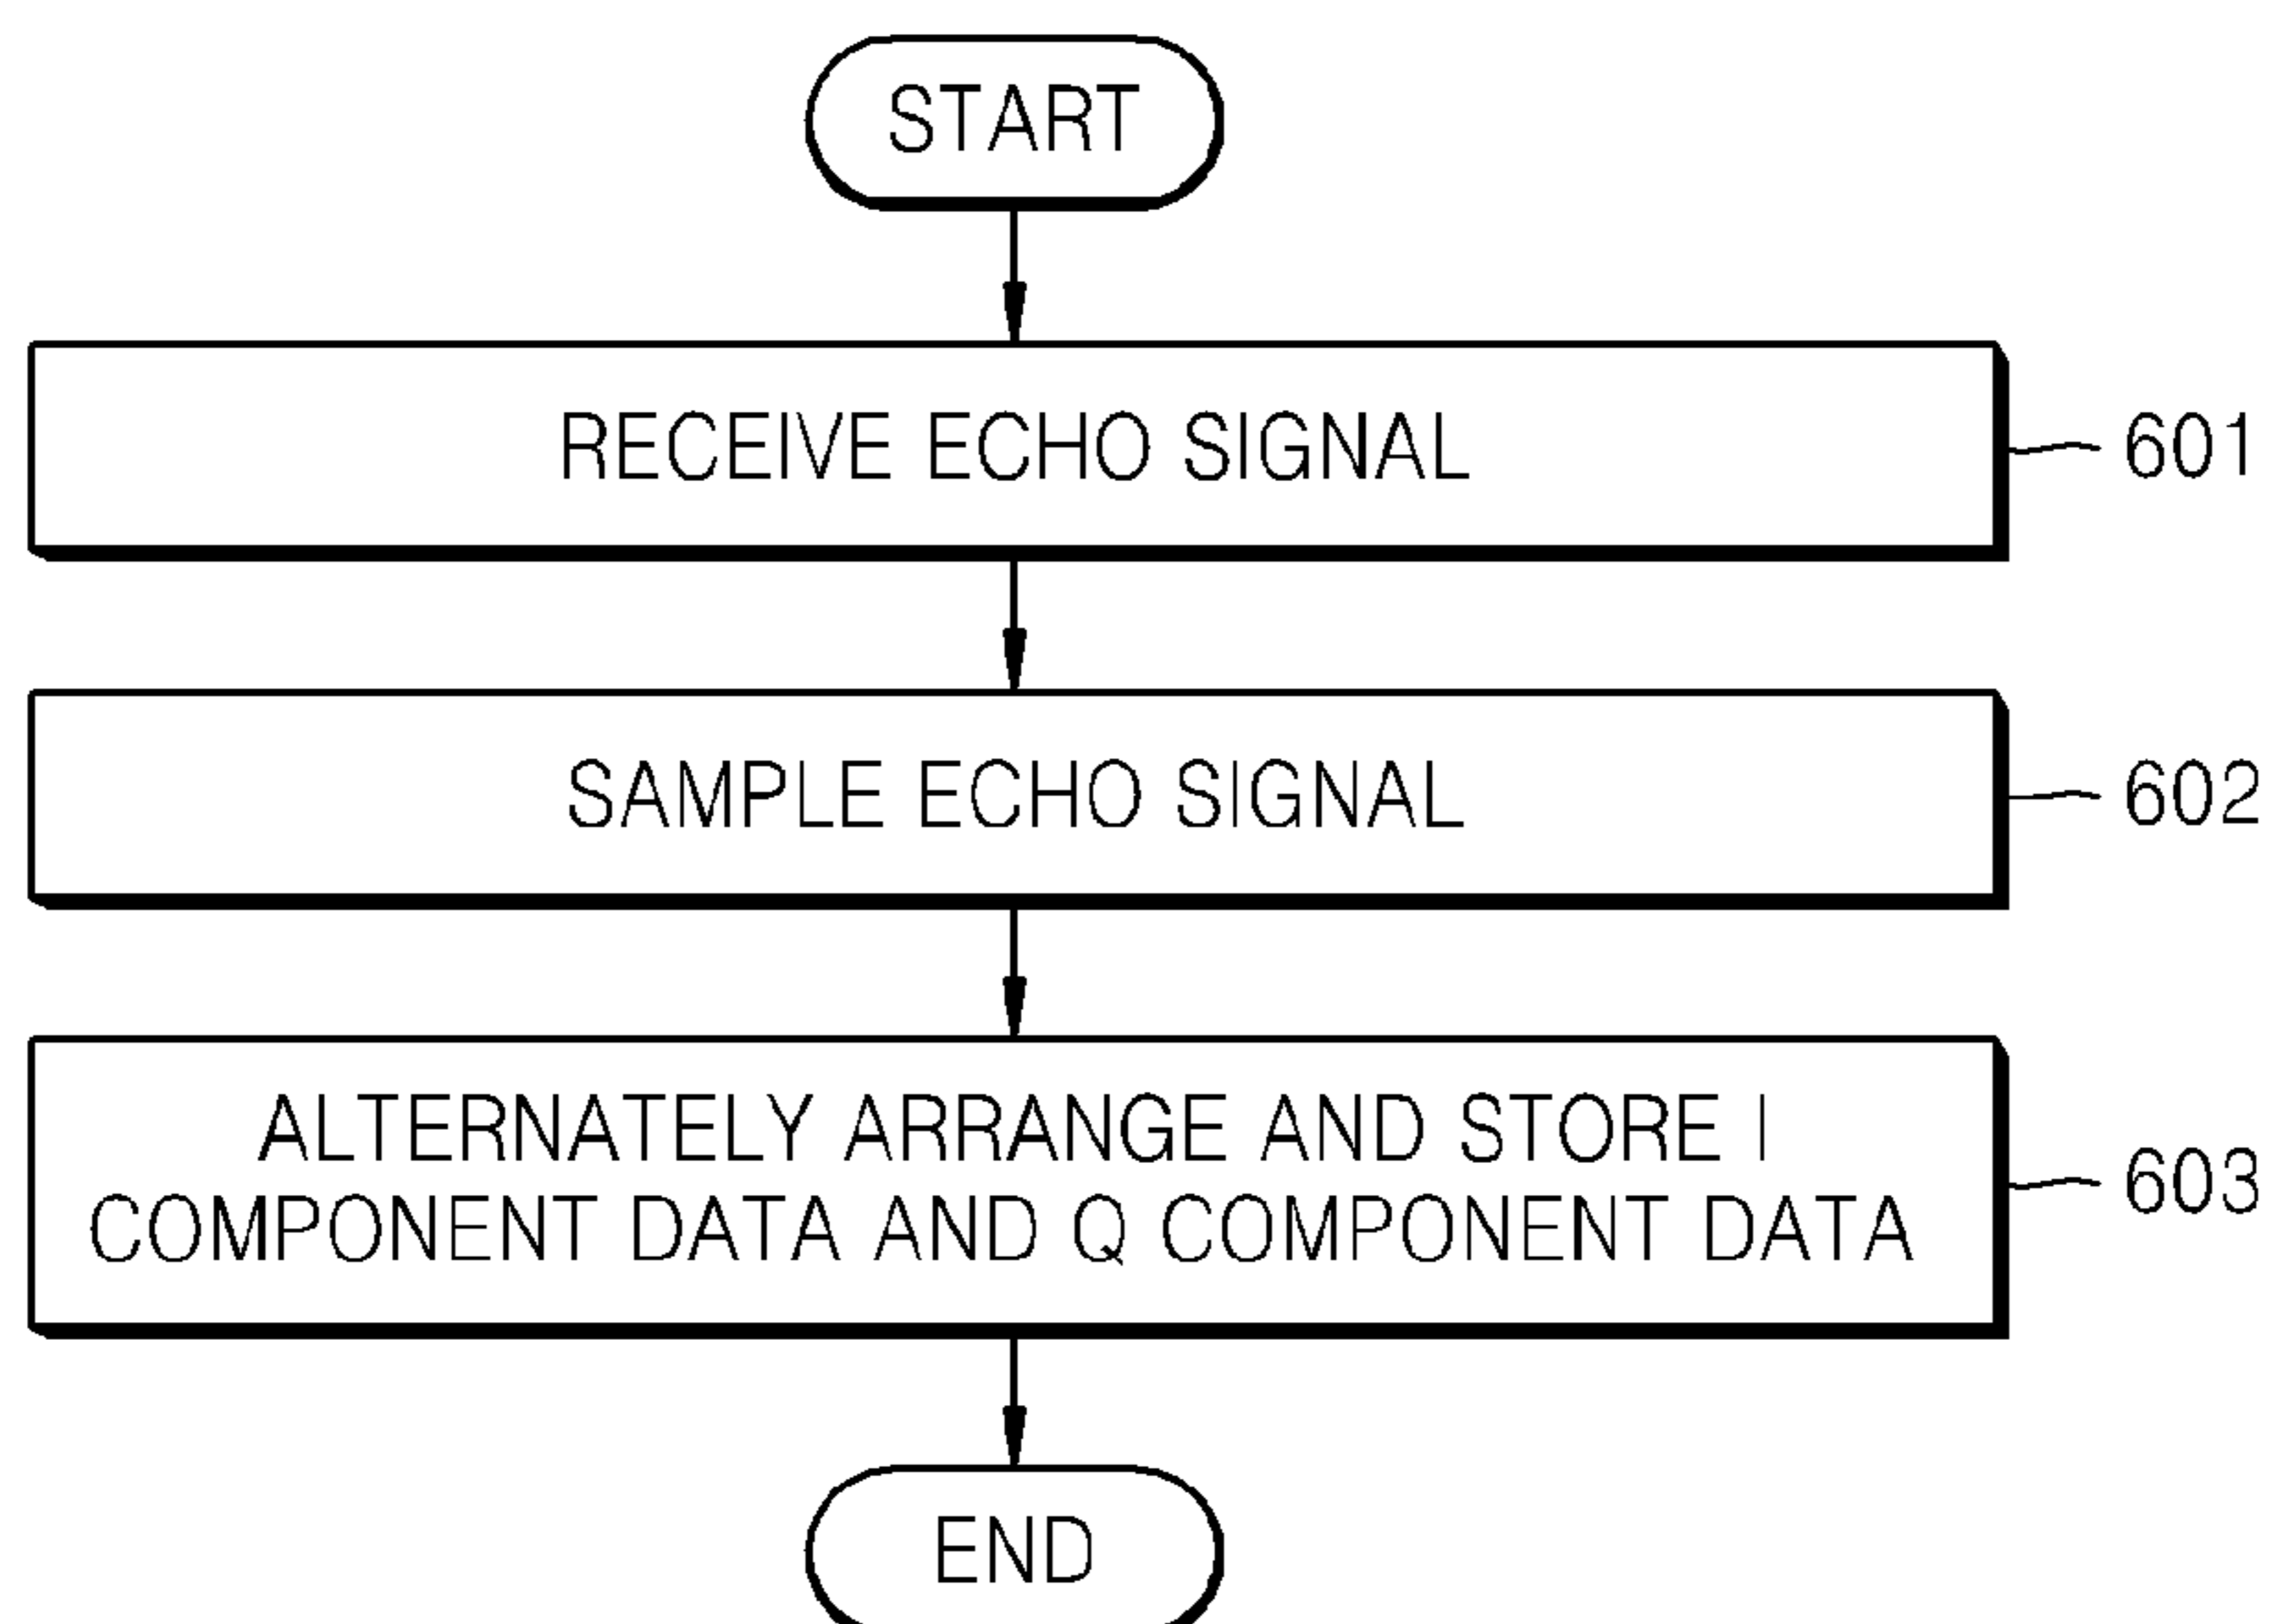 START
RECEIVE ECHO SIGNAL
601
SAMPLE ECHO SIGNAL
602
ALTERNATELY ARRANGE AND STORE I
COMPONENT DATA AND Q COMPONENT DATA
603
END